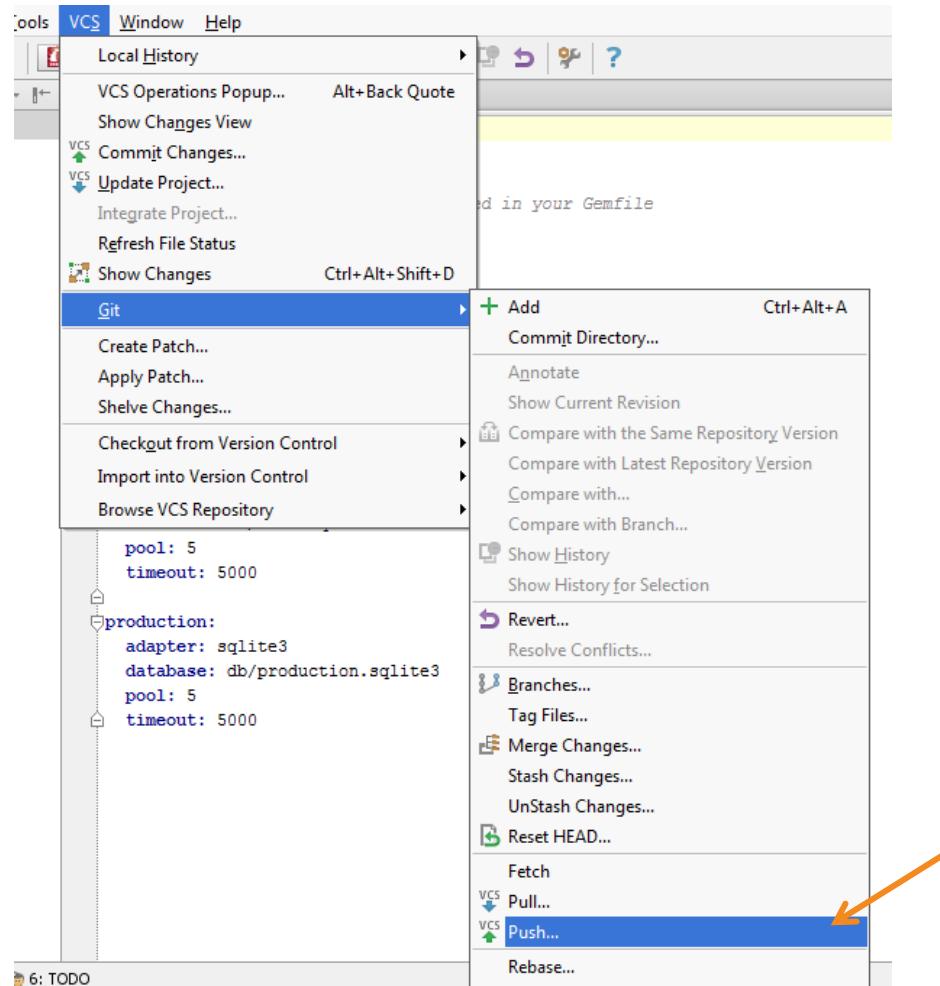 Tools VCS Window Help
Local History
VCS Operations Popup... Alt+Back Quote
Show Changes View
VCS Commit Changes...
VCS Update Project...
ed in your Gemfile
Integrate Project...
Refresh File Status
Show Changes Ctrl+Alt+Shift+D
Git
Add Ctrl+Alt+A
Commit Directory...
Create Patch...
Apply Patch...
Shelve Changes...
Checkout from Version Control
Import into Version Control
Browse VCS Repository
Annotate
Show Current Revision
Compare with the Same Repository Version
Compare with Latest Repository Version
Compare with...
Compare with Branch...
Show History
Show History for Selection
Revert...
Resolve Conflicts...
Branches...
Tag Files...
Merge Changes...
Stash Changes...
UnStash Changes...
Reset HEAD...
Fetch
VCS Pull...
VCS Push...
Rebase...
pool: 5
timeout: 5000
production:
adapter: sqlite3
database: db/production.sqlite3
pool: 5
timeout: 5000
6: TODO